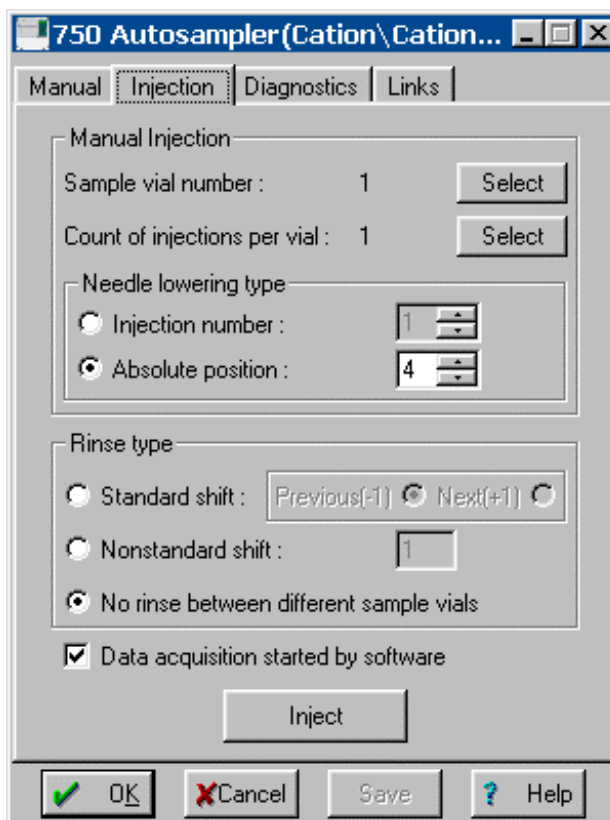 750 Autosampler(Cation\Cation...
Manual Injection Diagnostics Links
Manual Injection
Sample vial number : 1 Select
Count of injections per vial : 1 Select
Needle lowering type
Injection number : 1
Absolute position : 4
Rinse type
Standard shift : Previous(-1) Next(+1)
Nonstandard shift : 1
No rinse between different sample vials
Data acquisition started by software
Inject
OK Cancel Save ? Help